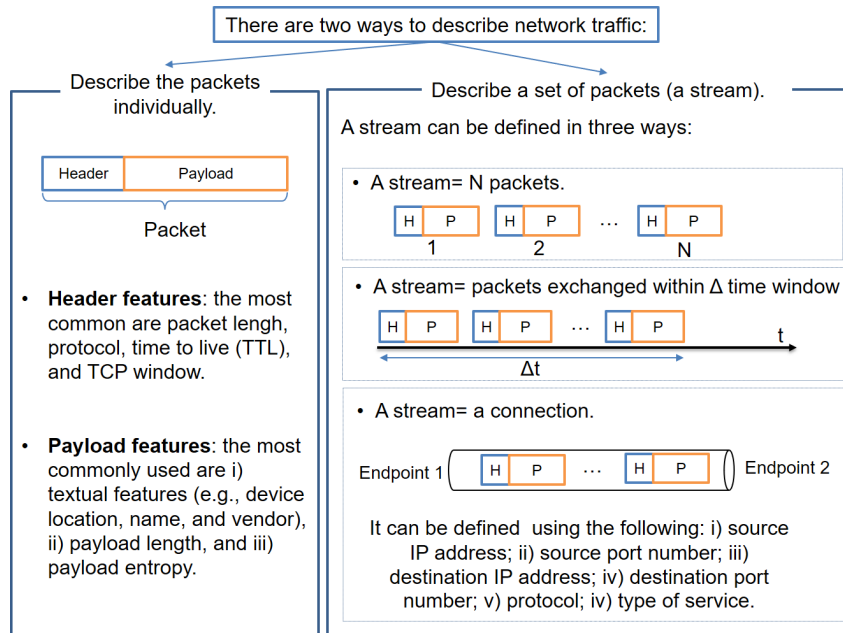 There are two ways to describe network traffic:
Describe the packets
individually.
Header
Payload
Packet
• Header features: the most
common are packet lengh,
protocol, time to live (TTL),
and TCP window.
• Payload features: the most
commonly used are i)
textual features (e.g., device
location, name, and vendor),
ii) payload length, and iii)
payload entropy.
Describe a set of packets (a stream).
A stream can be defined in three ways:
• A stream= N packets.
H P H P ... H P
1 2 N
• A stream= packets exchanged within Δ time window
H P H P ... H P
t
Δt
• A stream= a connection.
Endpoint 1 H P ... H P Endpoint 2
It can be defined using the following: i) source
IP address; ii) source port number; iii)
destination IP address; iv) destination port
number; v) protocol; iv) type of service.